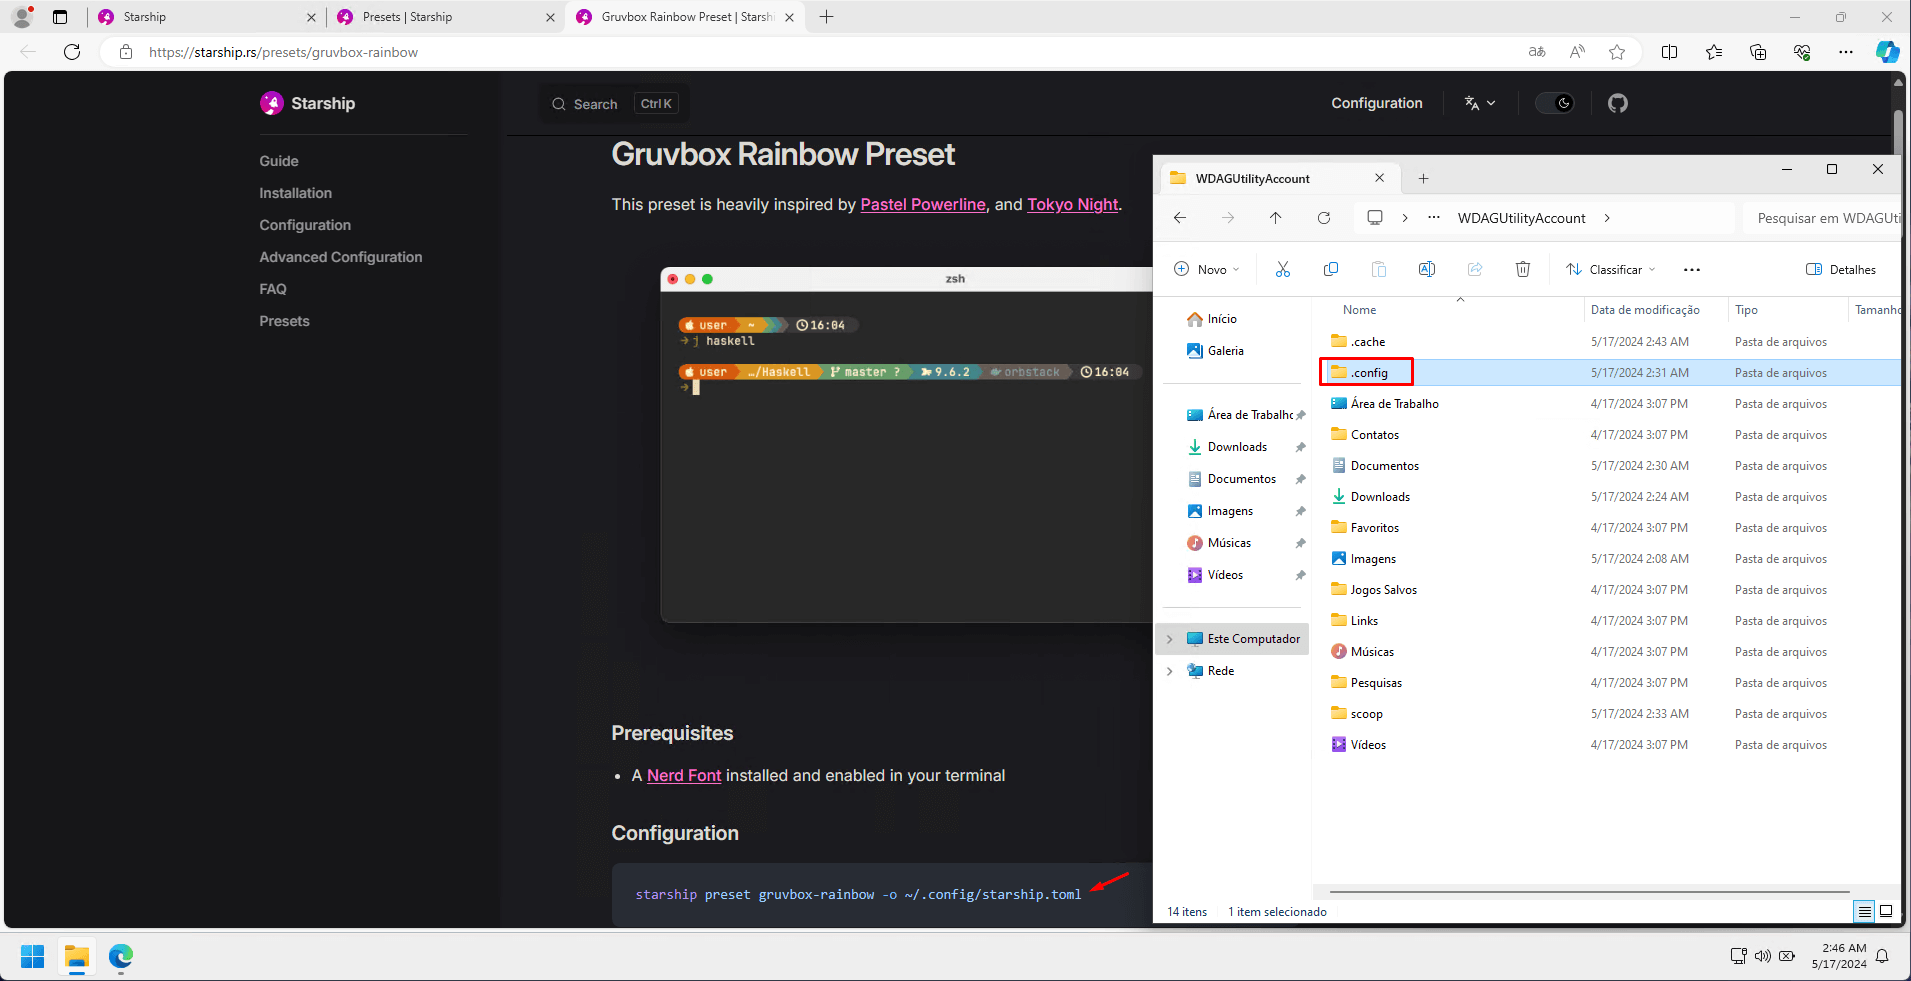 Starship
Presets | Starship
Gruvbox Rainbow Preset | Starsh
https://starship.rs/presets/gruvbox-rainbow
Starship
Search
Ctrl K
Configuration
Guide
Installation
Configuration
Advanced Configuration
FAQ
Presets
Gruvbox Rainbow Preset
This preset is heavily inspired by Pastel Powerline, and Tokyo Night.
zsh
user ~ 16:04
j haskell
user …/Haskell master ? 9.6.2 orbstack 16:04
Prerequisites
• A Nerd Font installed and enabled in your terminal
Configuration
starship preset gruvbox-rainbow -o ~/.config/starship.toml
WDAGUtilityAccount
WDAGUtilityAccount
Pesquisar em WDAGUti
Novo
Classificar
Detalhes
Início
Galeria
Área de Trabalho
Downloads
Documentos
Imagens
Músicas
Vídeos
Este Computador
Rede
Nome Data de modificação Tipo Tamanho
.cache 5/17/2024 2:43 AM Pasta de arquivos
.config 5/17/2024 2:31 AM Pasta de arquivos
Área de Trabalho 4/17/2024 3:07 PM Pasta de arquivos
Contatos 4/17/2024 3:07 PM Pasta de arquivos
Documentos 5/17/2024 2:30 AM Pasta de arquivos
Downloads 5/17/2024 2:24 AM Pasta de arquivos
Favoritos 4/17/2024 3:07 PM Pasta de arquivos
Imagens 5/17/2024 2:08 AM Pasta de arquivos
Jogos Salvos 4/17/2024 3:07 PM Pasta de arquivos
Links 4/17/2024 3:07 PM Pasta de arquivos
Músicas 4/17/2024 3:07 PM Pasta de arquivos
Pesquisas 4/17/2024 3:07 PM Pasta de arquivos
scoop 5/17/2024 2:33 AM Pasta de arquivos
Vídeos 4/17/2024 3:07 PM Pasta de arquivos
14 itens 1 item selecionado
2:46 AM
5/17/2024